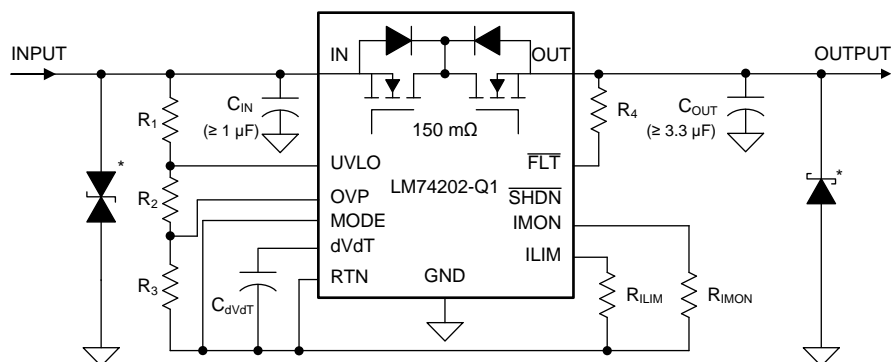 INPUT
IN
OUT
OUTPUT
R1
CIN
(≥ 1 µF)
150 mΩ
R4
COUT
(≥ 3.3 µF)
*
UVLO
FLT
LM74202-Q1
*
R2
OVP
SHDN
MODE
IMON
dVdT
ILIM
R3
CdVdT
RTN
GND
RILIM
RIMON